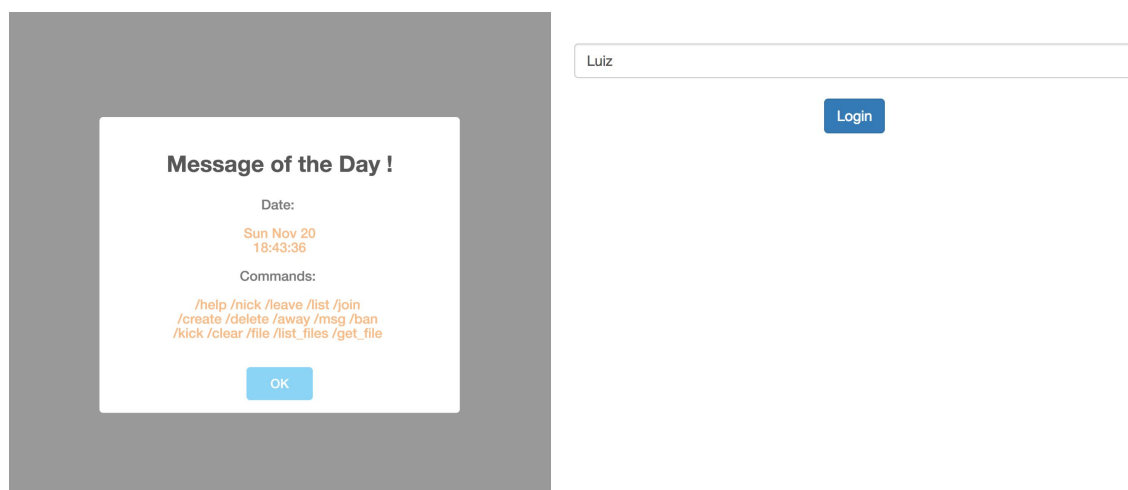 Message of the Day !
Date:
Sun Nov 20
18:43:36
Commands:
/help /nick /leave /list /join
/create /delete /away /msg /ban
/kick /clear /file /list_files /get_file
OK
Luiz
Login